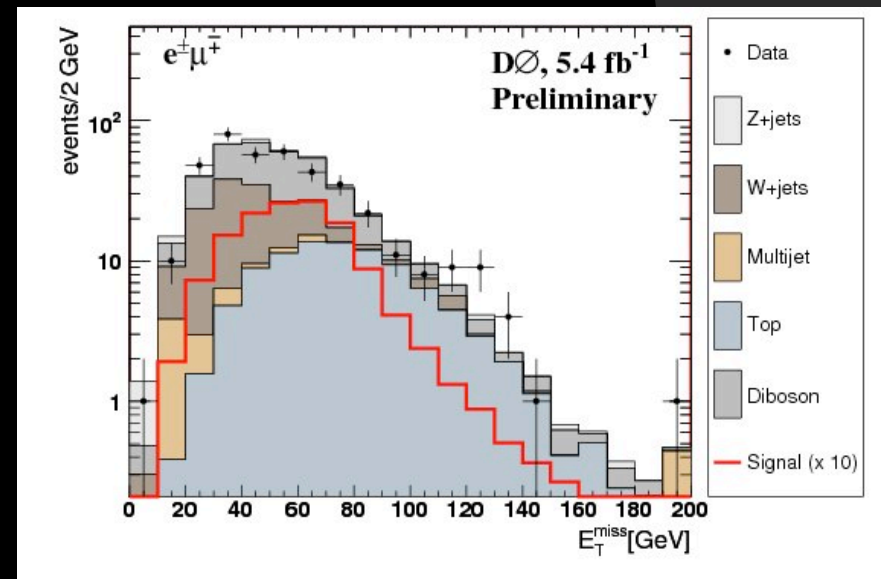 e±μ∓
DØ, 5.4 fb⁻¹
Preliminary
events/2 GeV
10²
10
1
0 20 40 60 80 100 120 140 160 180 200
E_T^miss[GeV]
Data
Z+jets
W+jets
Multijet
Top
Diboson
Signal (x 10)